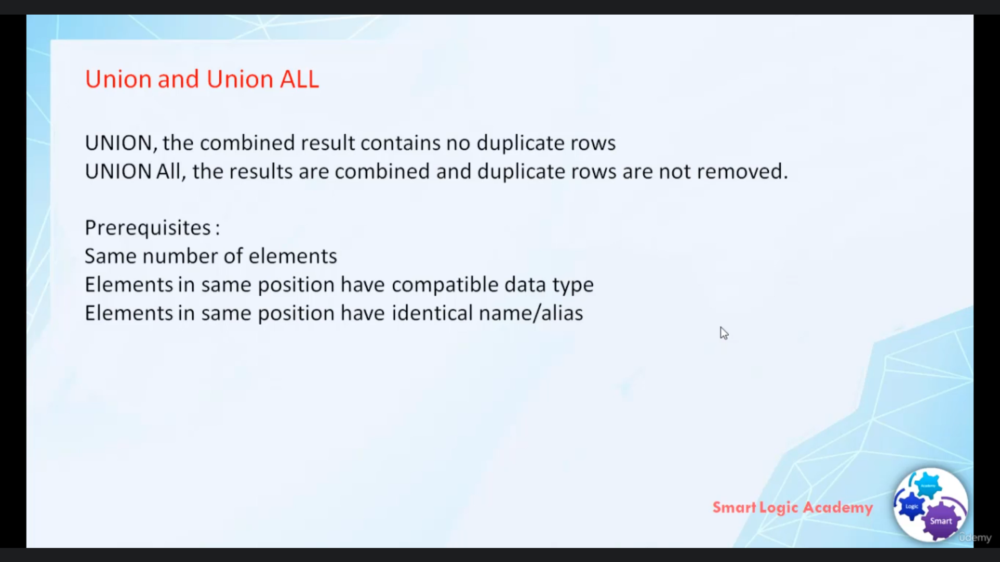 Union and Union ALL
UNION, the combined result contains no duplicate rows
UNION All, the results are combined and duplicate rows are not removed.
Prerequisites :
Same number of elements
Elements in same position have compatible data type
Elements in same position have identical name/alias
Smart Logic Academy
Academy
Logic
Smart
udemy